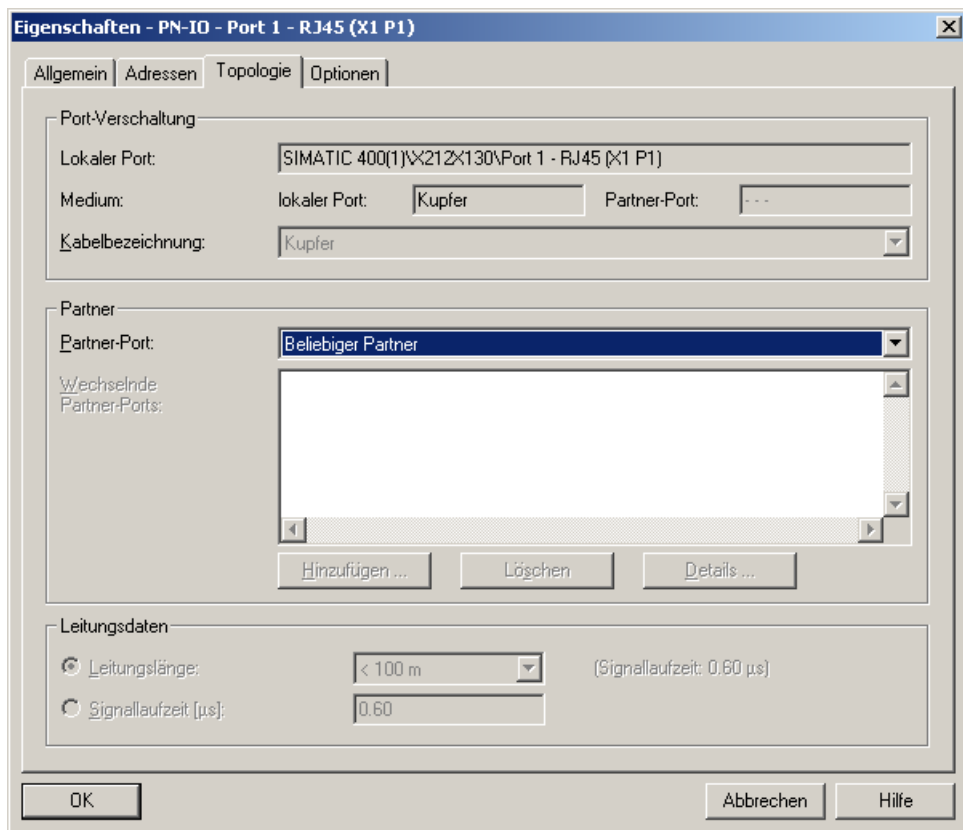 Eigenschaften - PN-IO - Port 1 - RJ45 (X1 P1)
Allgemein Adressen Topologie Optionen
Port-Verschaltung
Lokaler Port: SIMATIC 400(1)\X212X130\Port 1 - RJ45 (X1 P1)
Medium: lokaler Port: Kupfer Partner-Port: - - -
Kabelbezeichnung: Kupfer
Partner
Partner-Port: Beliebiger Partner
Wechselnde
Partner-Ports:
Hinzufügen ... Löschen Details ...
Leitungsdaten
Leitungslänge: < 100 m (Signallaufzeit: 0.60 µs)
Signallaufzeit [µs]: 0.60
OK Abbrechen Hilfe